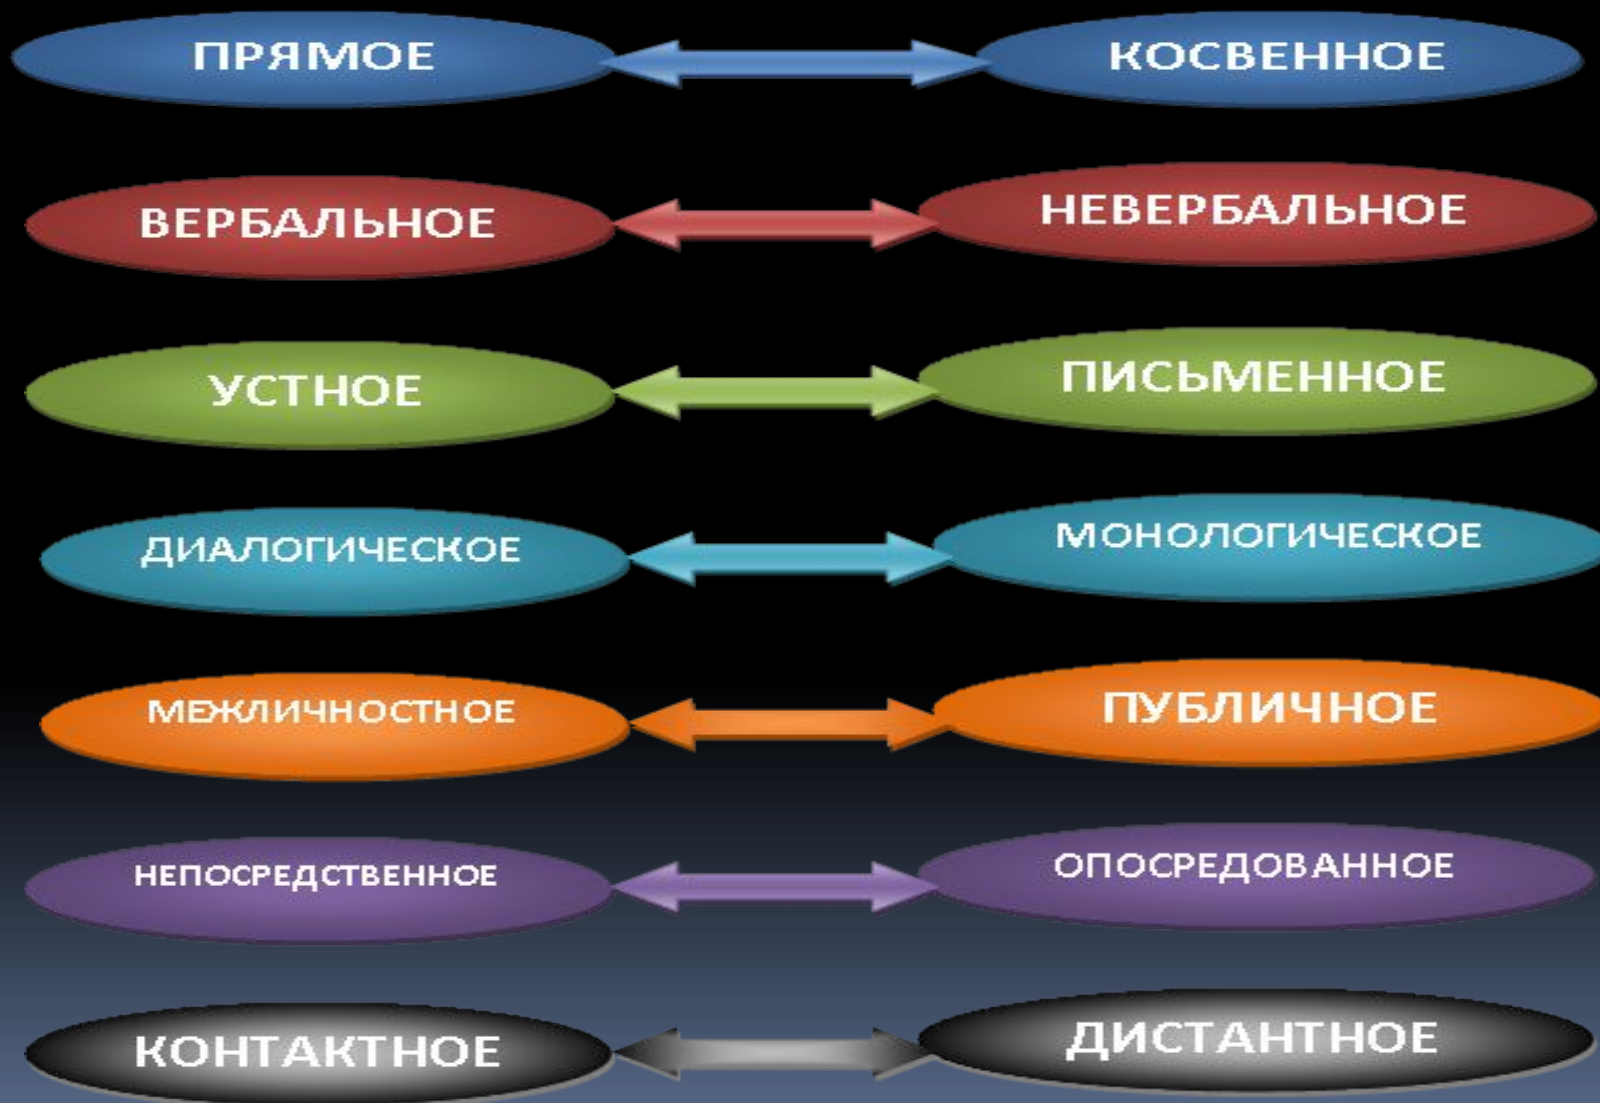 ПРЯМОЕ КОСВЕННОЕ
ВЕРБАЛЬНОЕ НЕВЕРБАЛЬНОЕ
УСТНОЕ ПИСЬМЕННОЕ
ДИАЛОГИЧЕСКОЕ МОНОЛОГИЧЕСКОЕ
МЕЖЛИЧНОСТНОЕ ПУБЛИЧНОЕ
НЕПОСРЕДСТВЕННОЕ ОПОСРЕДОВАННОЕ
КОНТАКТНОЕ ДИСТАНТНОЕ